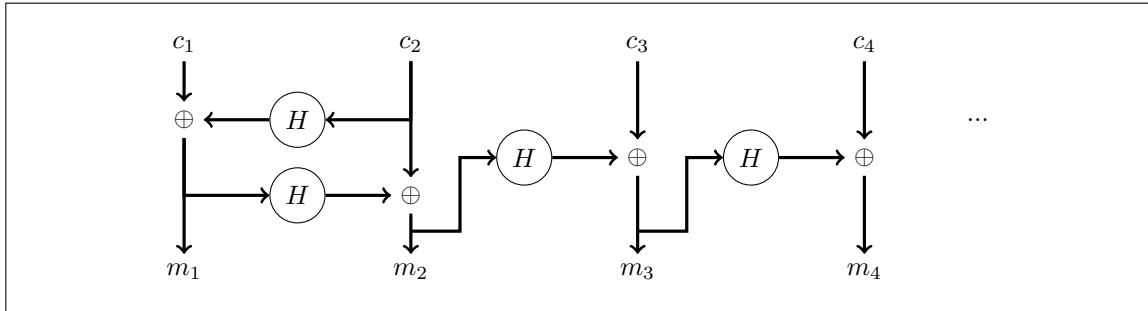 c₁ c₂ c₃ c₄
⊕ H ...
H ⊕ H ⊕
H ⊕ H ⊕
m₁ m₂ m₃ m₄